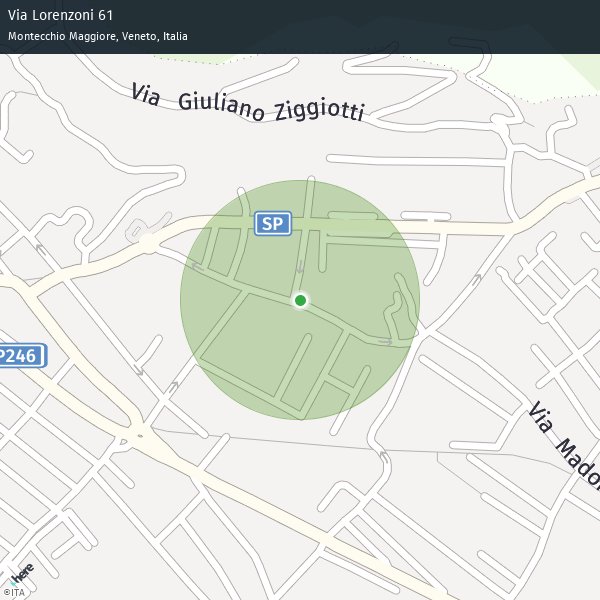 Via Lorenzoni 61
Montecchio Maggiore, Veneto, Italia
Via Giuliano Ziggiotti
SP
P246
Via Mado
here
©ITA